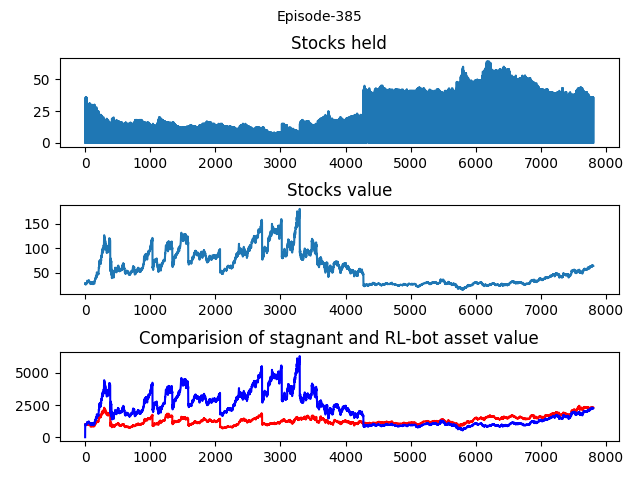 Episode-385
Stocks held
50
25
0
0 1000 2000 3000 4000 5000 6000 7000 8000
Stocks value
150
100
50
0 1000 2000 3000 4000 5000 6000 7000 8000
Comparision of stagnant and RL-bot asset value
5000
2500
0
0 1000 2000 3000 4000 5000 6000 7000 8000